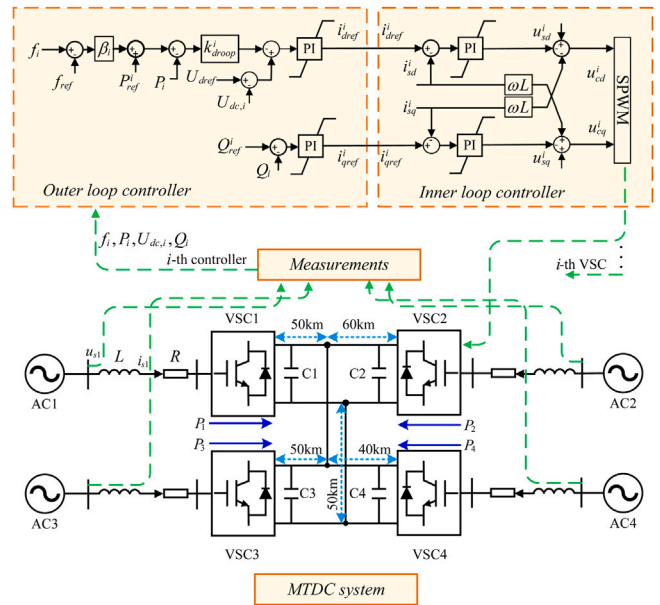 f_i β_i k^i_droop PI i^i_dref i^i_dref PI u^i_sd
f_ref P^i_ref P_i U_dref U_dc,i i^i_sd ωL u^i_cd
i^i_sq ωL SPWM
Q^i_ref Q_i PI i^i_qref i^i_qref PI u^i_sq u^i_cq
Outer loop controller
Inner loop controller
f_i, P_i, U_dc,i, Q_i
i-th controller
Measurements
i-th VSC
VSC1 50km 60km VSC2
u_s1 L i_s1 R C1 C2
AC1 AC2
P_1 P_2
P_3 50km 40km P_4
50km
C3 C4
AC3 AC4
VSC3 VSC4
MTDC system